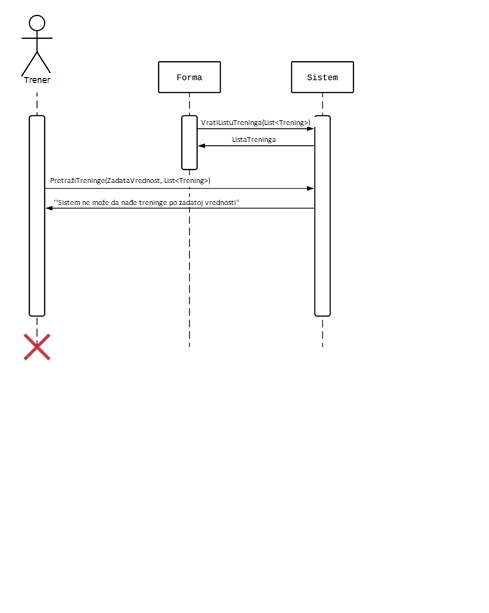 Trener
Forma
Sistem
VratiListuTreninga(List<Trening>)
ListaTreninga
PretražiTreninge(ZadataVrednost, List<Trening>)
"Sistem ne može da nađe treninge po zadatoj vrednosti"